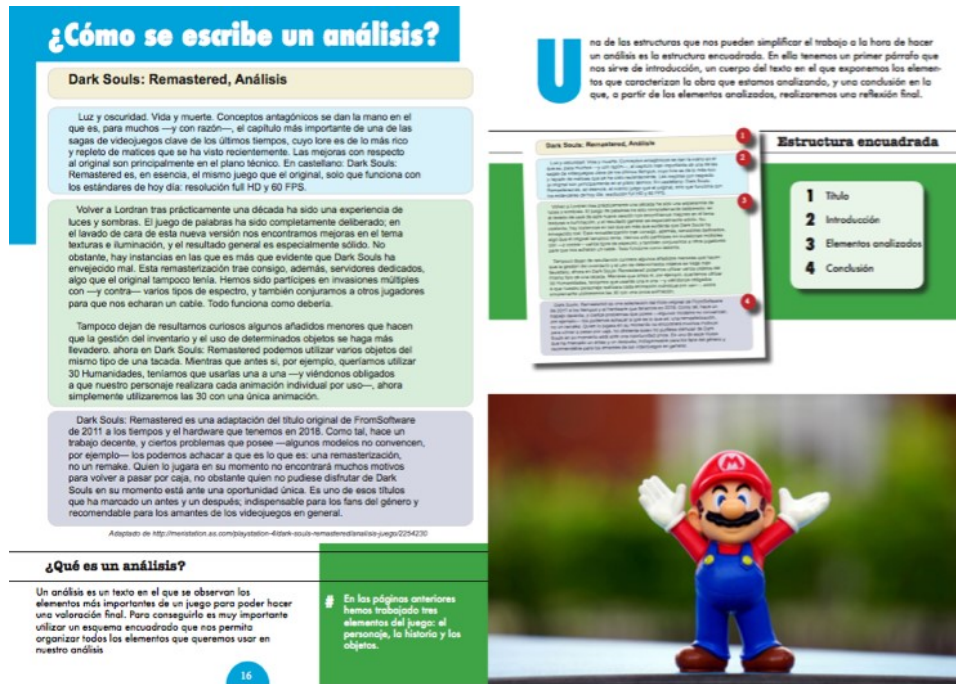 ¿Cómo se escribe un análisis?
Dark Souls: Remastered, Análisis
Luz y oscuridad. Vida y muerte. Conceptos antagónicos se dan la mano en el
que es, para muchos —y con razón—, el capítulo más importante de una de las
sagas de videojuegos clave de los últimos tiempos, cuyo lore es de lo más rico
y repleto de matices que se ha visto recientemente. Las mejoras con respecto
al original son principalmente en el plano técnico. En castellano: Dark Souls:
Remastered es, en esencia, el mismo juego que el original, solo que funciona con
los estándares de hoy día: resolución full HD y 60 FPS.
Volver a Lordran tras prácticamente una década ha sido una experiencia de
luces y sombras. El juego de palabras ha sido completamente deliberado; en
el lavado de cara de esta nueva versión nos encontramos mejoras en el tema
texturas e iluminación, y el resultado general es especialmente sólido. No
obstante, hay instancias en las que es más que evidente que Dark Souls ha
envejecido mal. Esta remasterización trae consigo, además, servidores dedicados,
algo que el original tampoco tenía. Hemos sido partícipes en invasiones múltiples
con —y contra— varios tipos de espectro, y también conjuramos a otros jugadores
para que nos echaran un cable. Todo funciona como debería.
Tampoco dejan de resultarnos curiosos algunos añadidos menores que hacen
que la gestión del inventario y el uso de determinados objetos se haga más
llevadero. ahora en Dark Souls: Remastered podemos utilizar varios objetos del
mismo tipo de una tacada. Mientras que antes si, por ejemplo, queríamos utilizar
30 Humanidades, teníamos que usarlas una a una —y viéndonos obligados
a que nuestro personaje realizara cada animación individual por uso—, ahora
simplemente utilizaremos las 30 con una única animación.
Dark Souls: Remastered es una adaptación del título original de FromSoftware
de 2011 a los tiempos y el hardware que tenemos en 2018. Como tal, hace un
trabajo decente, y ciertos problemas que posee —algunos modelos no convencen,
por ejemplo— los podemos achacar a que es lo que es: una remasterización,
no un remake. Quien lo jugara en su momento no encontrará muchos motivos
para volver a pasar por caja, no obstante quien no pudiese disfrutar de Dark
Souls en su momento está ante una oportunidad única. Es uno de esos títulos
que ha marcado un antes y un después; indispensable para los fans del género y
recomendable para los amantes de los videojuegos en general.
Adaptado de http://meristation.as.com/playstation-4/dark-souls-remastered/analisis-juego/2254230
¿Qué es un análisis?
Un análisis es un texto en el que se observan los
elementos más importantes de un juego para poder hacer
una valoración final. Para conseguirlo es muy importante
utilizar un esquema encuadrado que nos permita
organizar todos los elementos que queremos usar en
nuestro análisis
# En las páginas anteriores
hemos trabajado tres
elementos del juego: el
personaje, la historia y los
objetos.
16
Una de las estructuras que nos pueden simplificar el trabajo a la hora de hacer
un análisis es la estructura encuadrada. En ella tenemos un primer párrafo que
nos sirve de introducción, un cuerpo del texto en el que exponemos los elemen-
tos que caracterizan la obra que estamos analizando, y una conclusión en la
que, a partir de los elementos analizados, realizaremos una reflexión final.
Dark Souls: Remastered, Análisis
1
2
3
4
Estructura encuadrada
1 Título
2 Introducción
3 Elementos analizados
4 Conclusión
M